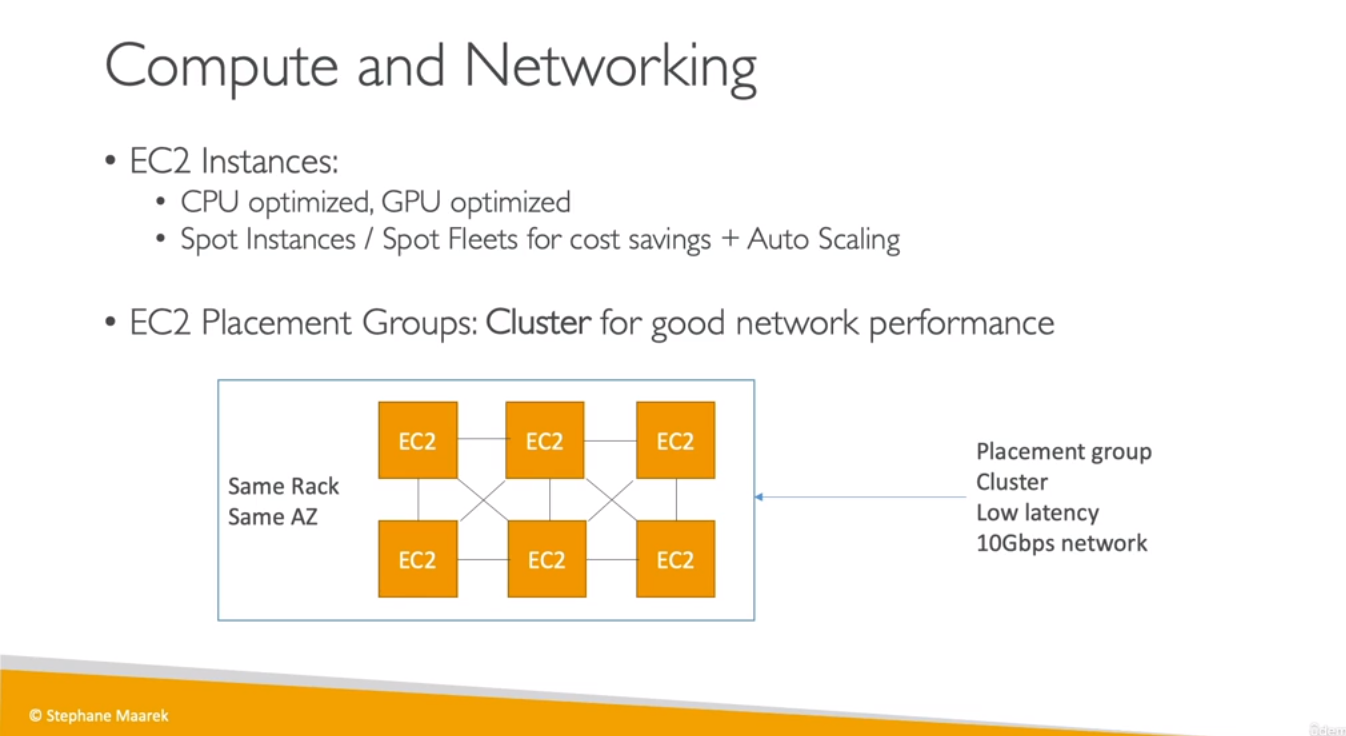 Compute and Networking
• EC2 Instances:
• CPU optimized, GPU optimized
• Spot Instances / Spot Fleets for cost savings + Auto Scaling
• EC2 Placement Groups: Cluster for good network performance
Same Rack
Same AZ
EC2
EC2
EC2
EC2
EC2
EC2
Placement group
Cluster
Low latency
10Gbps network
© Stephane Maarek